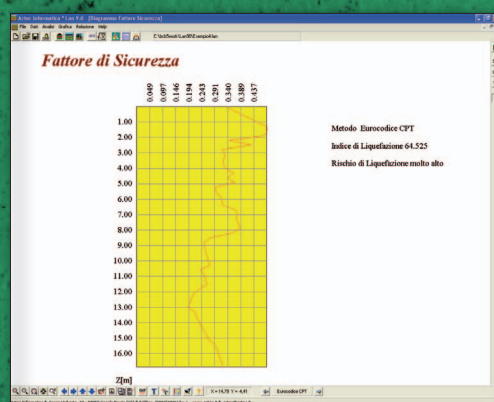 File Dati Analisi Grafica Relazione Help
Fattore di Sicurezza
0.049 0.097 0.146 0.194 0.243 0.291 0.340 0.389 0.437
1.00
2.00
3.00
4.00
5.00
6.00
7.00
8.00
9.00
10.00
11.00
12.00
13.00
14.00
15.00
16.00
Z[m]
Metodo Eurocodice CPT
Indice di Liquefazione 64.525
Rischio di Liquefazione molto alto
Eurocodice CPT